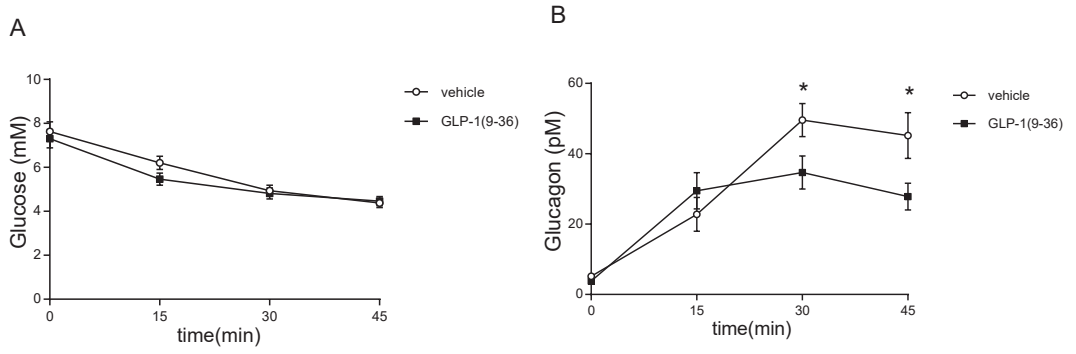 A
Glucose (mM)
10
8
6
4
2
0
0 15 30 45
time(min)
vehicle
GLP-1(9-36)
B
Glucagon (pM)
60
40
20
0
0 15 30 45
time(min)
* *
vehicle
GLP-1(9-36)